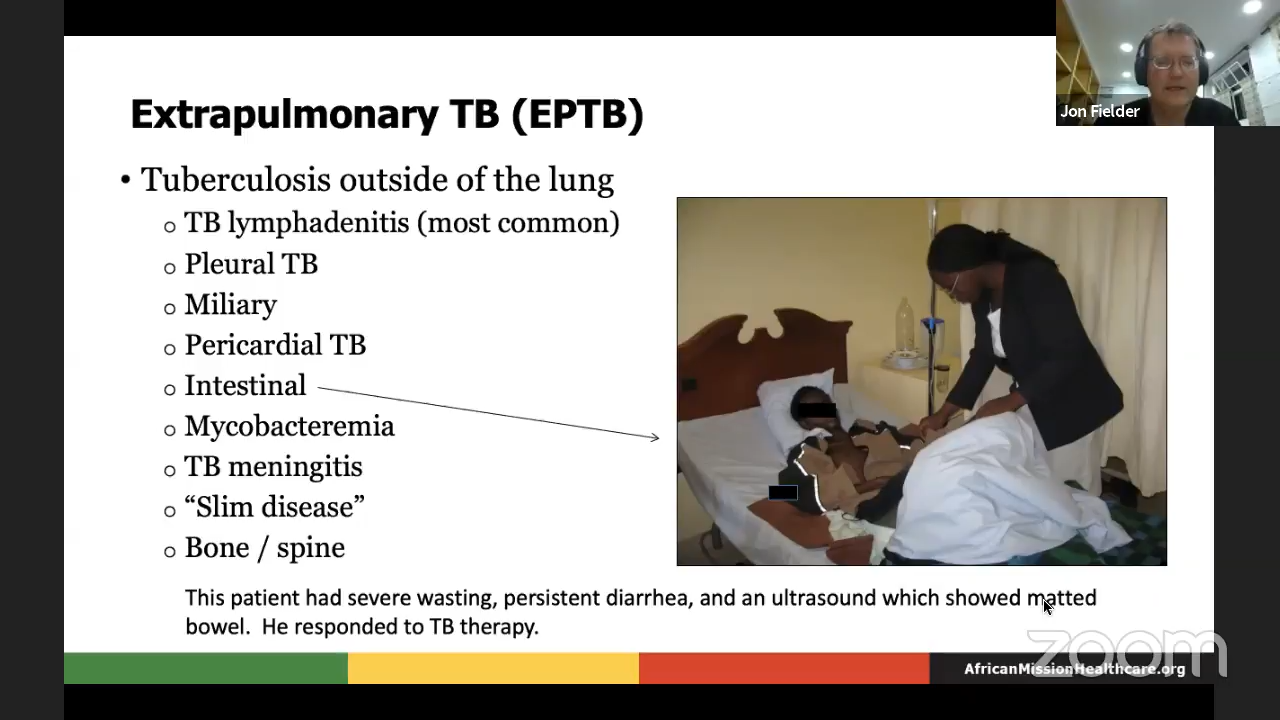 Jon Fielder
Extrapulmonary TB (EPTB)
• Tuberculosis outside of the lung
o TB lymphadenitis (most common)
o Pleural TB
o Miliary
o Pericardial TB
o Intestinal
o Mycobacteremia
o TB meningitis
o “Slim disease”
o Bone / spine
This patient had severe wasting, persistent diarrhea, and an ultrasound which showed matted
bowel. He responded to TB therapy.
zoom
AfricanMissionHealthcare.org